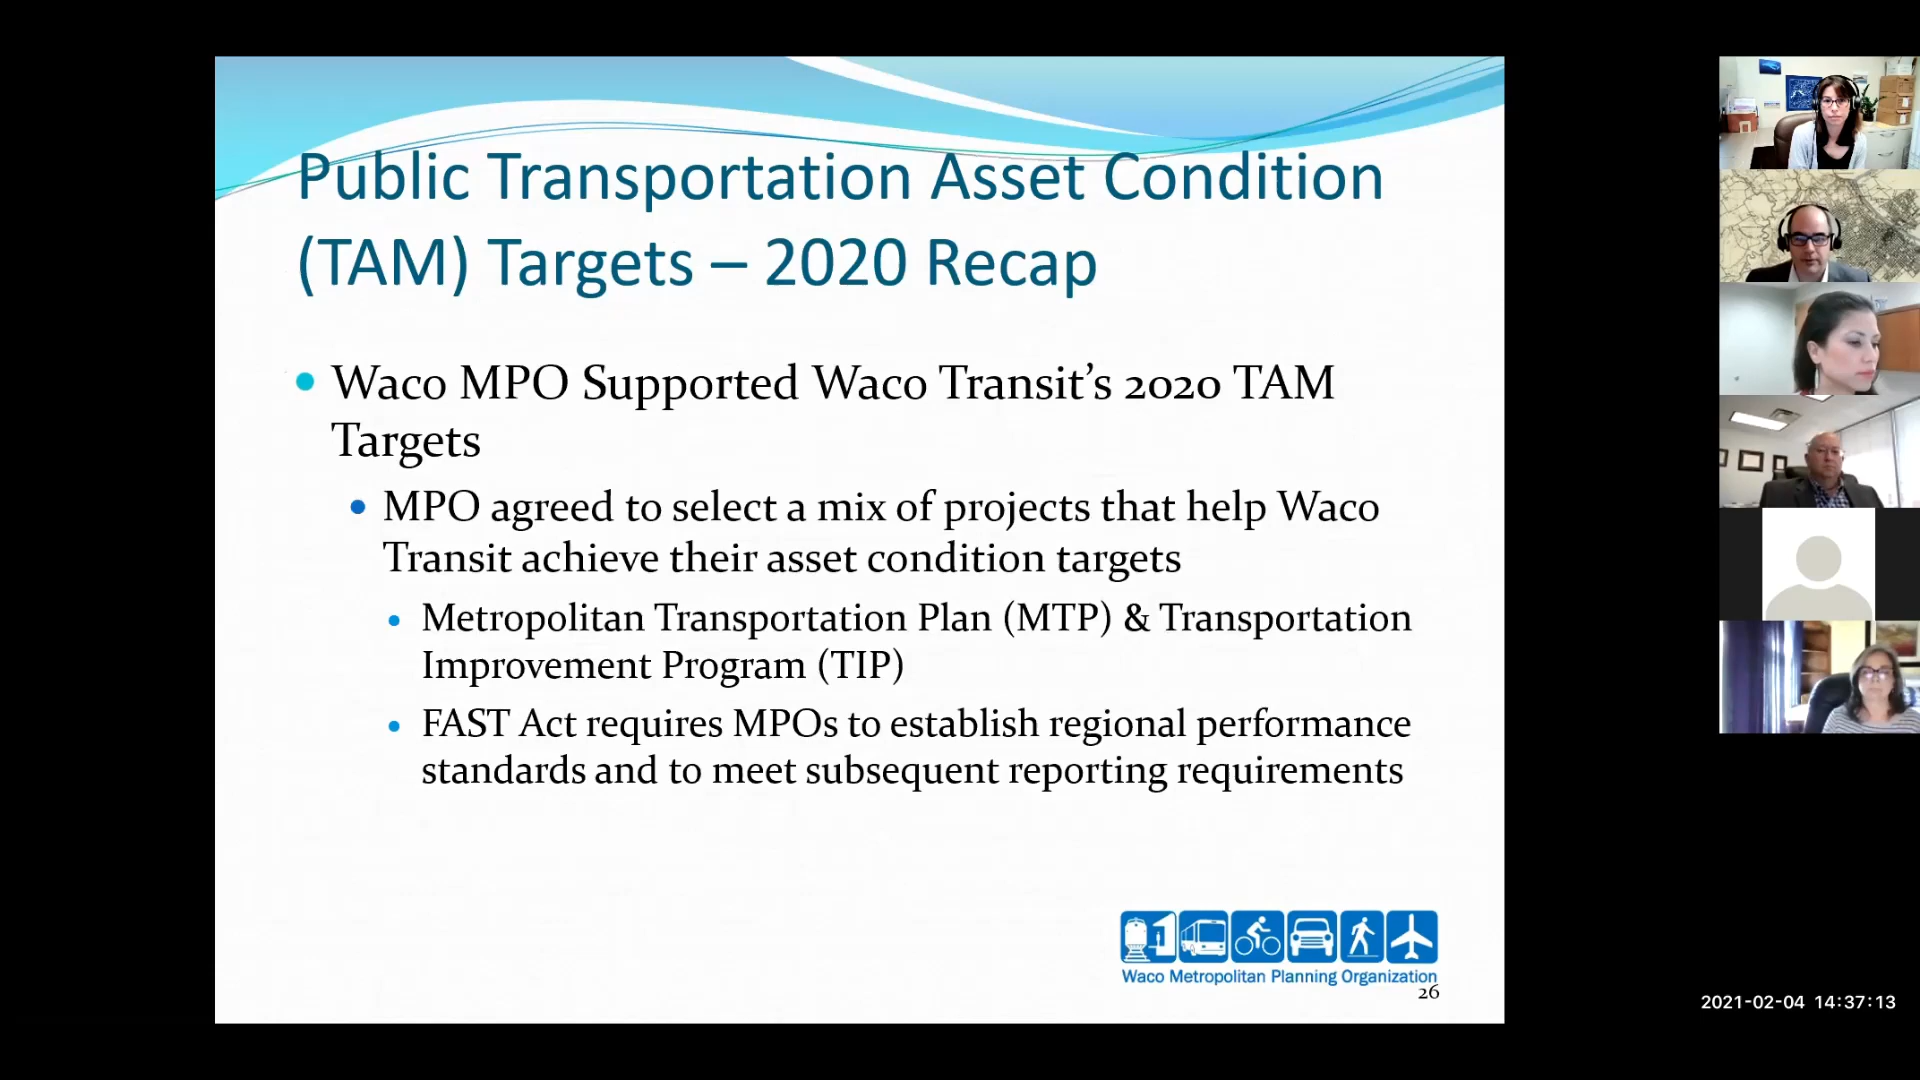 Public Transportation Asset Condition
(TAM) Targets – 2020 Recap
Waco MPO Supported Waco Transit's 2020 TAM
Targets
MPO agreed to select a mix of projects that help Waco
Transit achieve their asset condition targets
Metropolitan Transportation Plan (MTP) & Transportation
Improvement Program (TIP)
FAST Act requires MPOs to establish regional performance
standards and to meet subsequent reporting requirements
Waco Metropolitan Planning Organization
26
2021-02-04 14:37:13